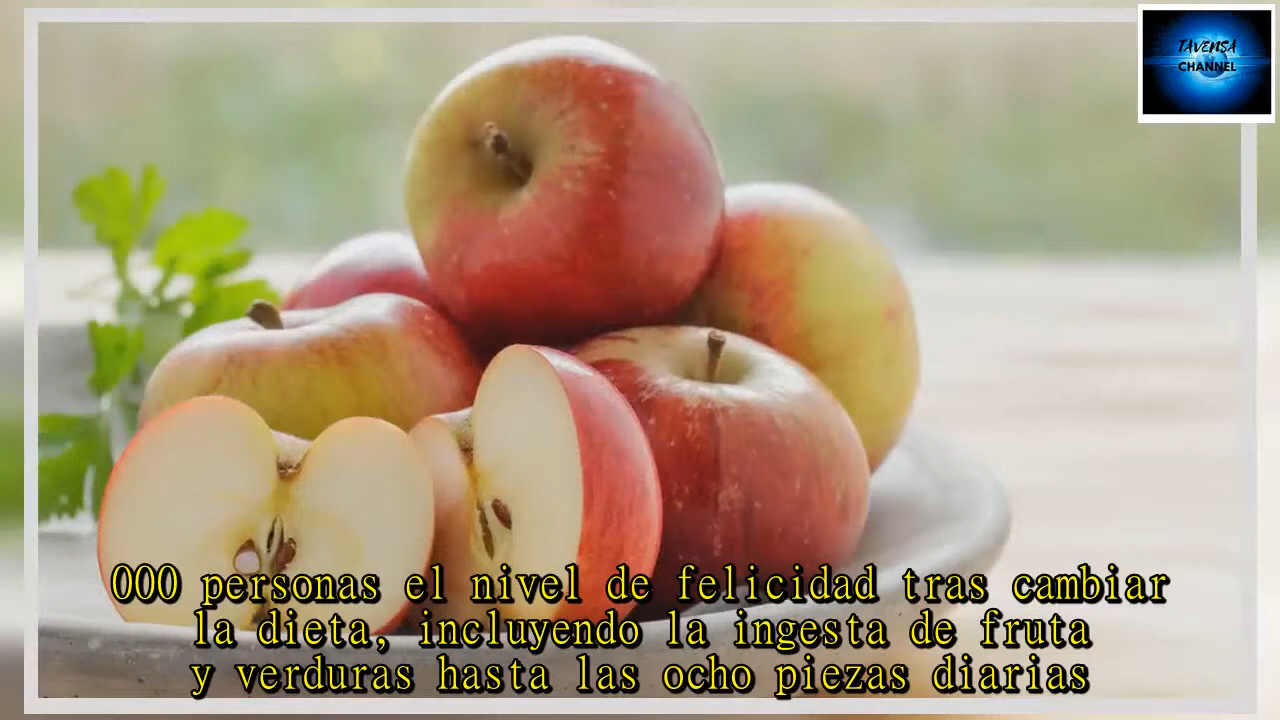 TAVENSA
CHANNEL
000 personas el nivel de felicidad tras cambiar
la dieta, incluyendo la ingesta de fruta
y verduras hasta las ocho piezas diarias